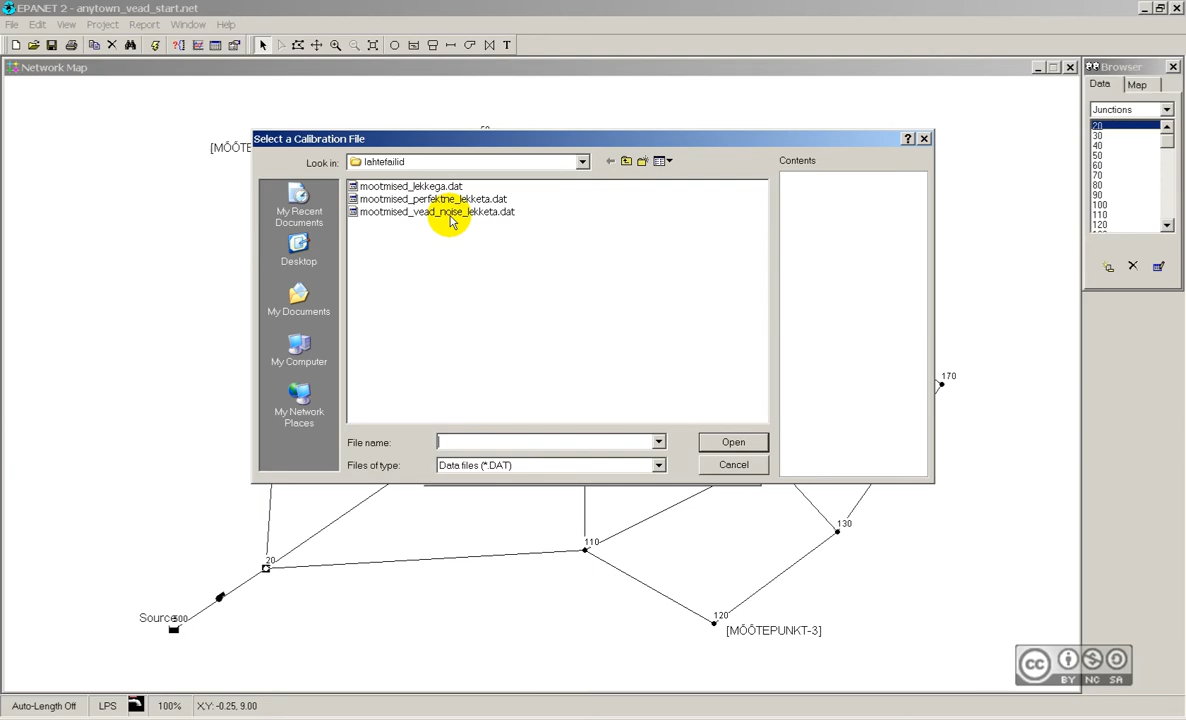 EPANET 2 - anytown_vead_start.net
File Edit View Project Report Window Help
Network Map
Browser
Data Map
Junctions
20
30
40
50
60
70
80
90
100
110
120
50
[MÕÕTE
Select a Calibration File
Look in: lahtefailid
Contents
My Recent Documents
Desktop
My Documents
My Computer
My Network Places
mootmised_lekkega.dat
mootmised_perfektne_lekketa.dat
mootmised_vead_noise_lekketa.dat
File name: Open
Files of type: Data files (*.DAT) Cancel
170
130
110
20
120
[MÕÕTEPUNKT-3]
Source
BY NC SA
Auto-Length Off LPS 100% X,Y: -0.25, 9.00